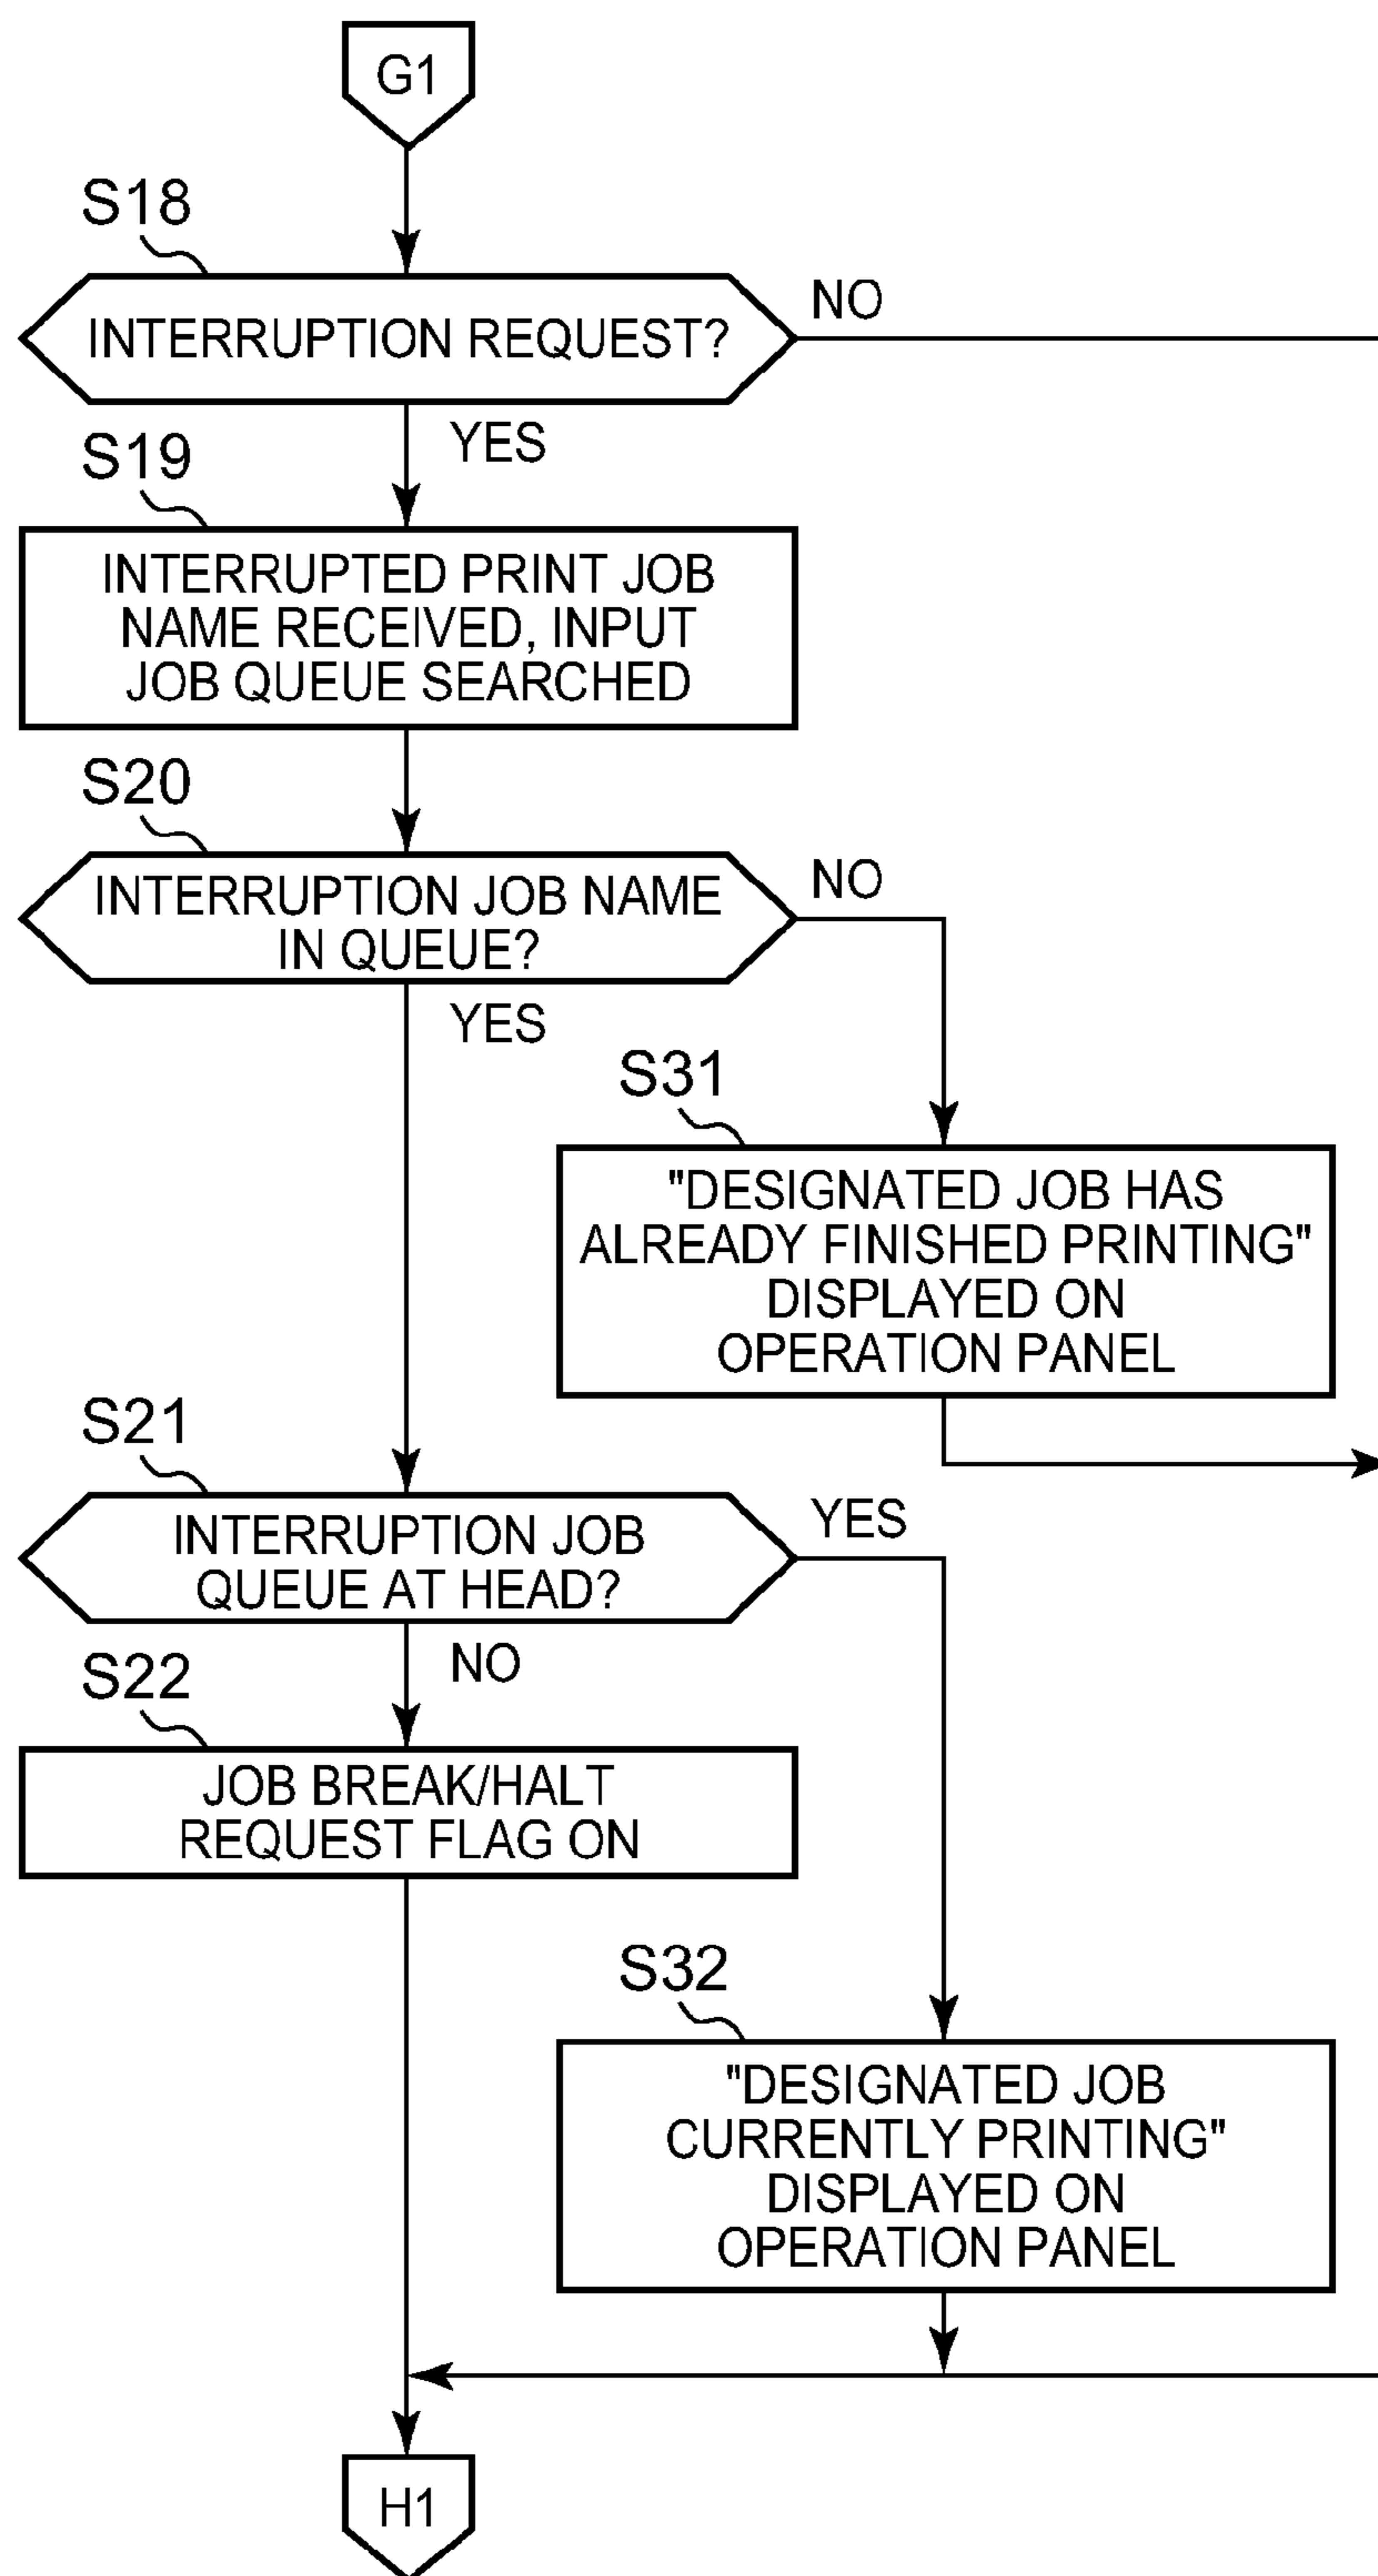 G1
S18
INTERRUPTION REQUEST?
NO
YES
S19
INTERRUPTED PRINT JOB
NAME RECEIVED, INPUT
JOB QUEUE SEARCHED
S20
INTERRUPTION JOB NAME
IN QUEUE?
NO
YES
S31
"DESIGNATED JOB HAS
ALREADY FINISHED PRINTING"
DISPLAYED ON
OPERATION PANEL
S21
INTERRUPTION JOB
QUEUE AT HEAD?
YES
NO
S22
JOB BREAK/HALT
REQUEST FLAG ON
S32
"DESIGNATED JOB
CURRENTLY PRINTING"
DISPLAYED ON
OPERATION PANEL
H1